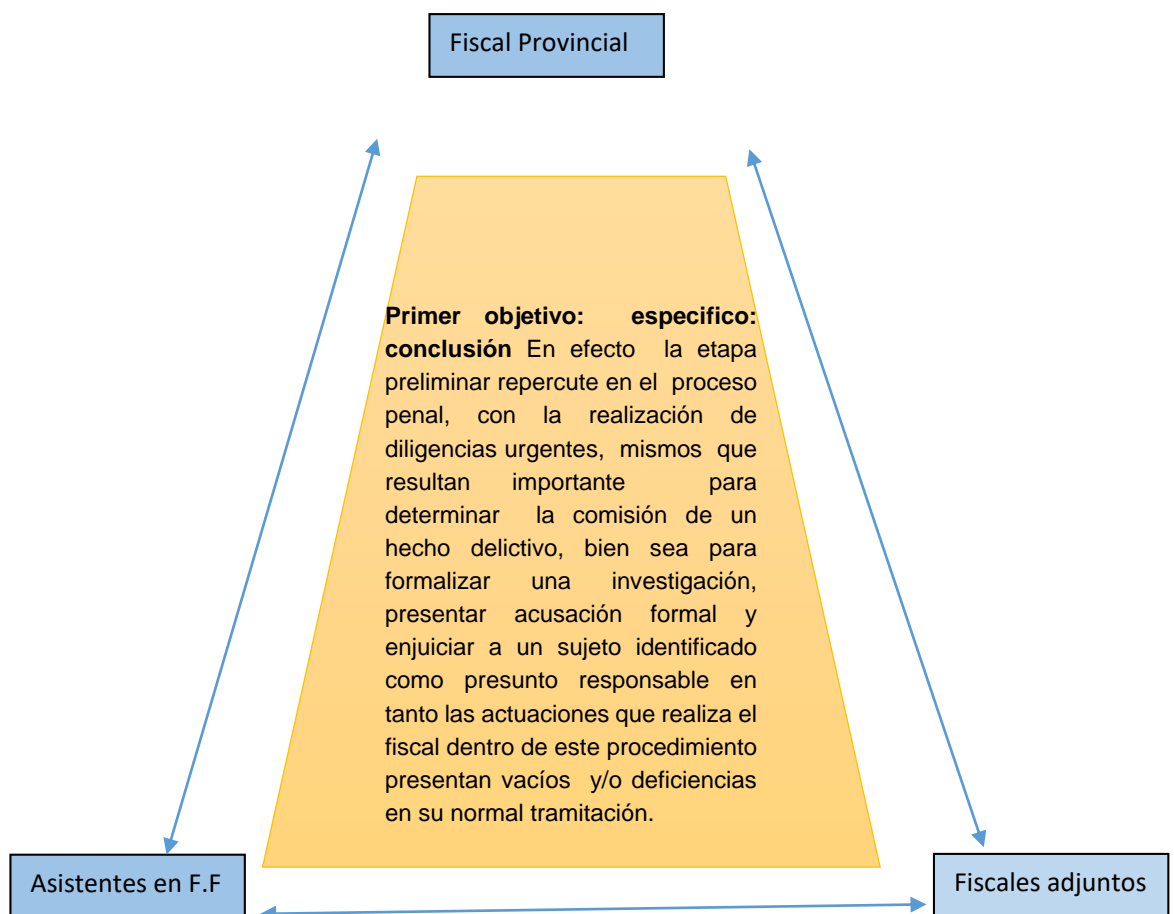 Fiscal Provincial
Primer objetivo: especifico:
conclusión En efecto la etapa
preliminar repercute en el proceso
penal, con la realización de
diligencias urgentes, mismos que
resultan importante para
determinar la comisión de un
hecho delictivo, bien sea para
formalizar una investigación,
presentar acusación formal y
enjuiciar a un sujeto identificado
como presunto responsable en
tanto las actuaciones que realiza el
fiscal dentro de este procedimiento
presentan vacíos y/o deficiencias
en su normal tramitación.
Asistentes en F.F
Fiscales adjuntos